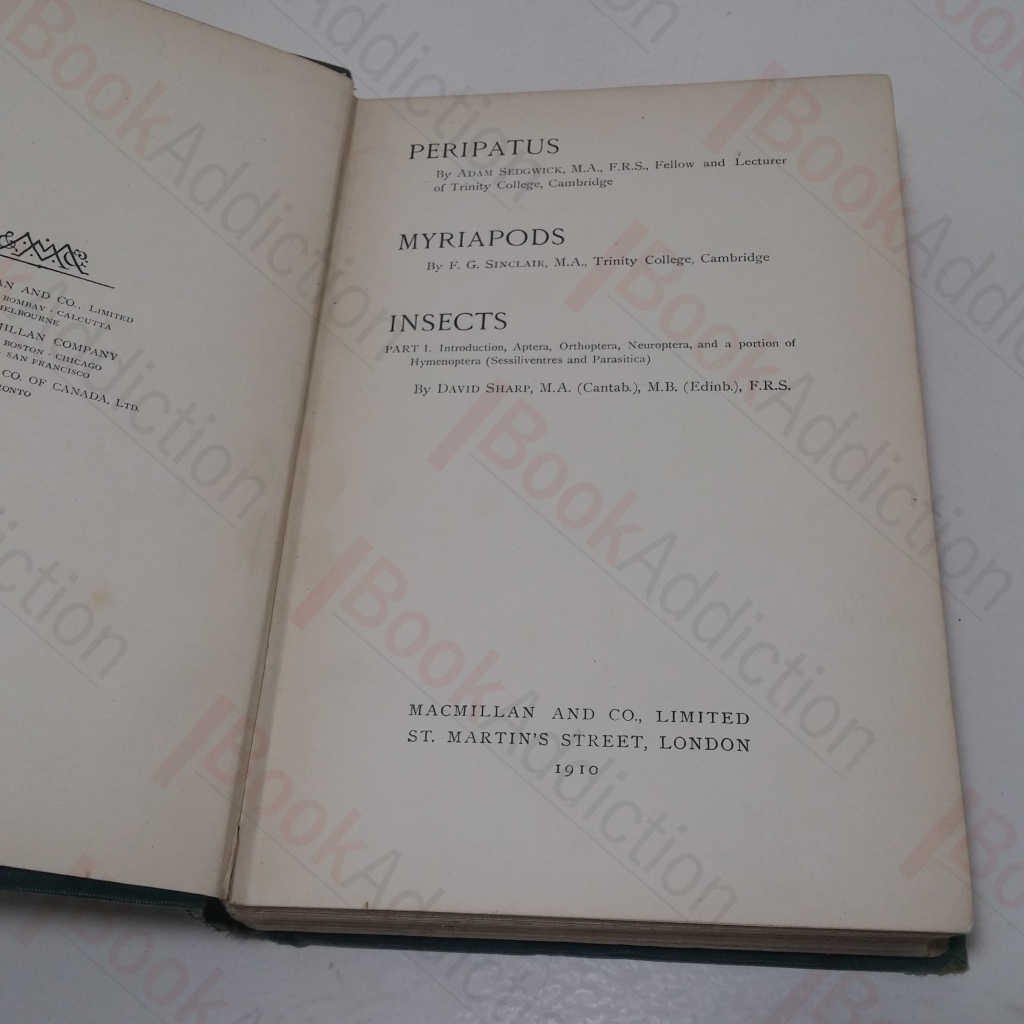 AN AND CO., LIMITED
BOMBAY · CALCUTTA
MELBOURNE
MILLAN COMPANY
BOSTON · CHICAGO
SAN FRANCISCO
CO. OF CANADA, LTD.
ONTO
PERIPATUS
By ADAM SEDGWICK, M.A., F.R.S., Fellow and Lecturer
of Trinity College, Cambridge
MYRIAPODS
By F. G. SINCLAIR, M.A., Trinity College, Cambridge
INSECTS
PART I. Introduction, Aptera, Orthoptera, Neuroptera, and a portion of
Hymenoptera (Sessiliventres and Parasitica)
By DAVID SHARP, M.A. (Cantab.), M.B. (Edinb.), F.R.S.
MACMILLAN AND CO., LIMITED
ST. MARTIN'S STREET, LONDON
1910
BookAddiction